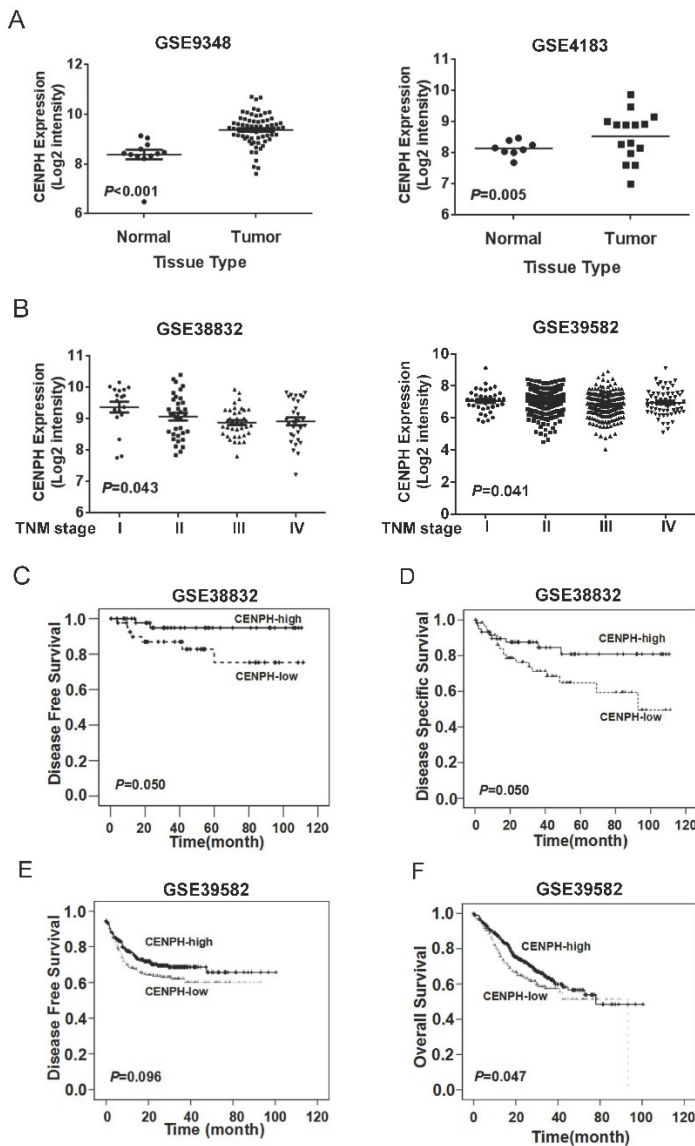 A
GSE9348
CENPH Expression
(Log2 intensity)
12
10
8
6
P<0.001
Normal
Tumor
Tissue Type
GSE4183
CENPH Expression
(Log2 intensity)
11
10
9
8
7
6
P=0.005
Normal
Tumor
Tissue Type
B
GSE38832
CENPH Expression
(Log2 intensity)
11
10
9
8
7
6
P=0.043
TNM stage
I
II
III
IV
GSE39582
CENPH Expression
(Log2 intensity)
10
8
6
4
2
0
P=0.041
TNM stage
I
II
III
IV
C
GSE38832
Disease Free Survival
1.0
0.8
0.6
0.4
0.2
0.0
CENPH-high
CENPH-low
P=0.050
0 20 40 60 80 100 120
Time(month)
D
GSE38832
Disease Specific Survival
1.0
0.8
0.6
0.4
0.2
0.0
CENPH-high
CENPH-low
P=0.050
0 20 40 60 80 100 120
Time(month)
E
GSE39582
Disease Free Survival
1.0
0.8
0.6
0.4
0.2
0.0
CENPH-high
CENPH-low
P=0.096
0 20 40 60 80 100 120
Time (month)
F
GSE39582
Overall Survival
1.0
0.8
0.6
0.4
0.2
0.0
CENPH-high
CENPH-low
P=0.047
0 20 40 60 80 100 120
Time(month)